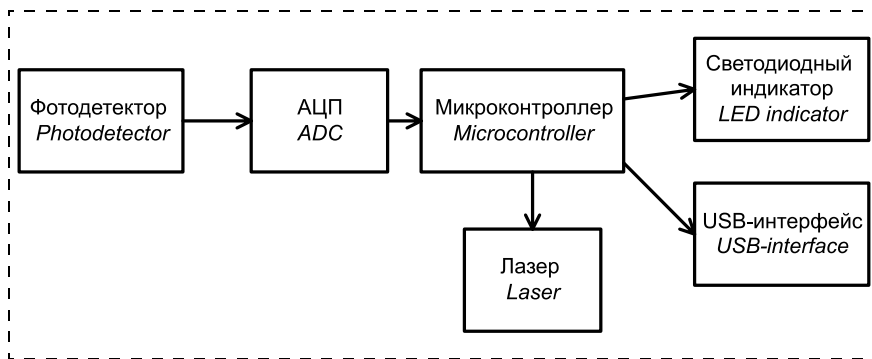 Фотодетектор
Photodetector
АЦП
ADC
Микроконтроллер
Microcontroller
Светодиодный
индикатор
LED indicator
USB-интерфейс
USB-interface
Лазер
Laser